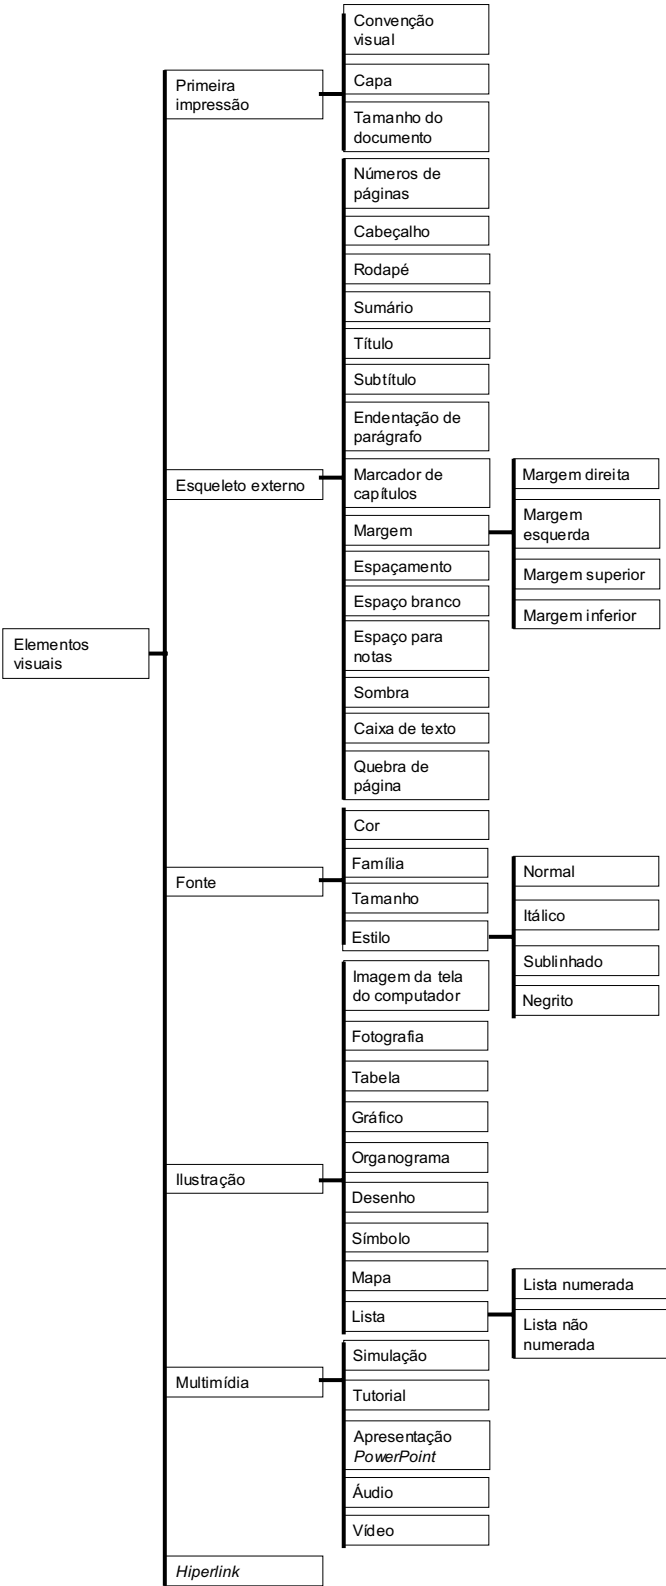 Elementos
visuais
Primeira
impressão
Convenção
visual
Capa
Tamanho do
documento
Esqueleto externo
Números de
páginas
Cabeçalho
Rodapé
Sumário
Título
Subtítulo
Endentação de
parágrafo
Marcador de
capítulos
Margem
Margem direita
Margem
esquerda
Margem superior
Margem inferior
Espaçamento
Espaço branco
Espaço para
notas
Sombra
Caixa de texto
Quebra de
página
Fonte
Cor
Família
Tamanho
Estilo
Normal
Itálico
Sublinhado
Negrito
Ilustração
Imagem da tela
do computador
Fotografia
Tabela
Gráfico
Organograma
Desenho
Símbolo
Mapa
Lista
Lista numerada
Lista não
numerada
Multimídia
Simulação
Tutorial
Apresentação
PowerPoint
Áudio
Vídeo
Hiperlink